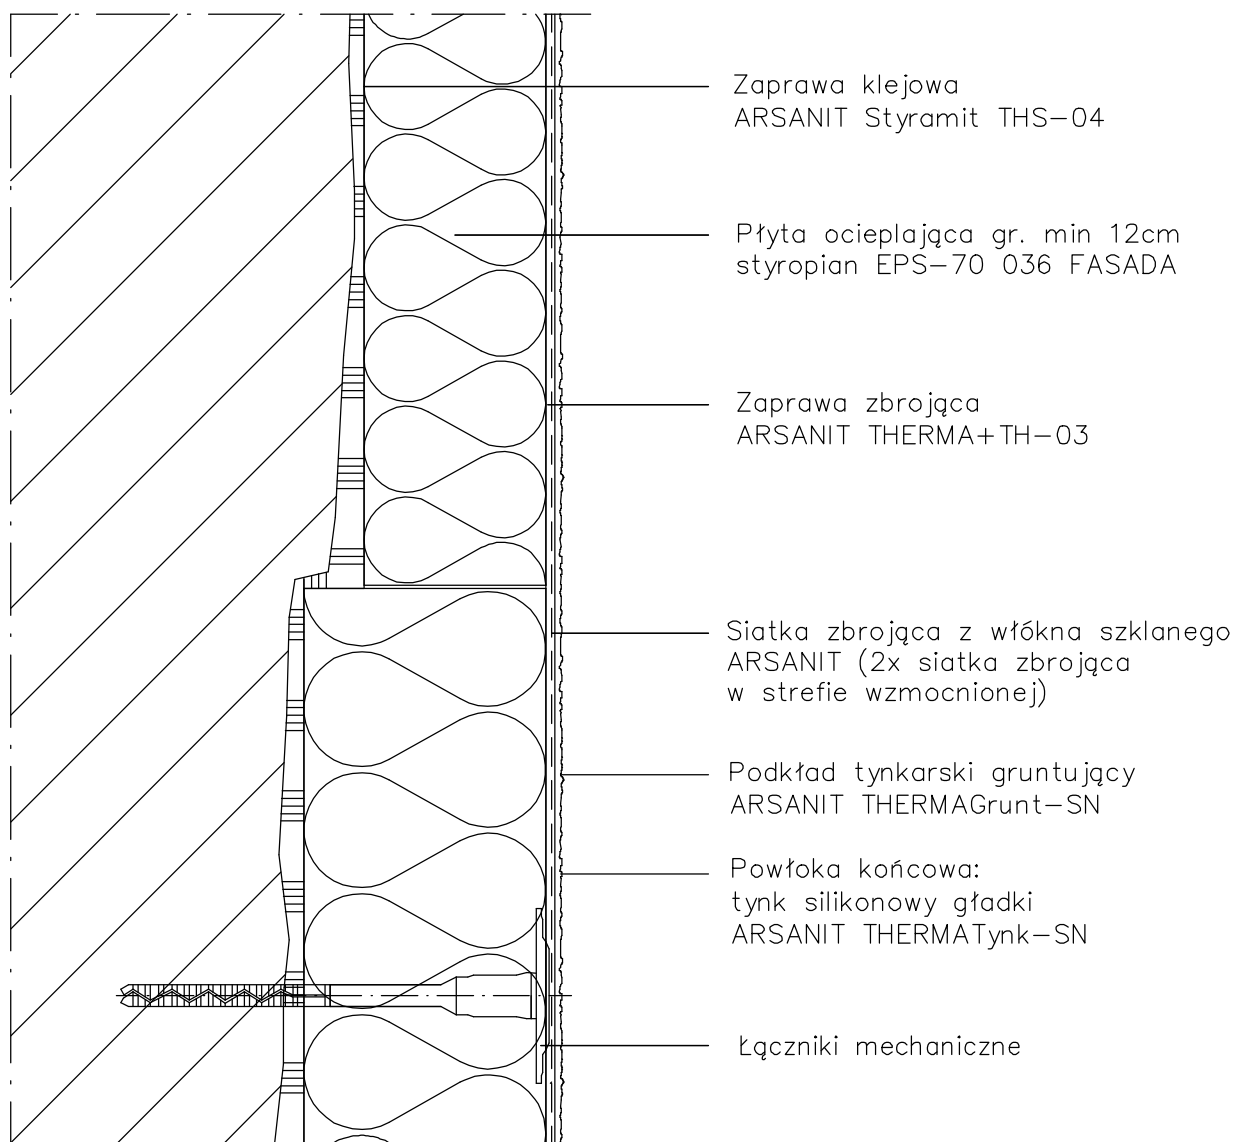 Zaprawa klejowa
ARSANIT Styramit THS-04
Płyta ocieplająca gr. min 12cm
styropian EPS-70 036 FASADA
Zaprawa zbrojąca
ARSANIT THERMA+TH-03
Siatka zbrojąca z włókna szklanego
ARSANIT (2x siatka zbrojąca
w strefie wzmocnionej)
Podkład tynkarski gruntujący
ARSANIT THERMAGrunt-SN
Powłoka końcowa:
tynk silikonowy gładki
ARSANIT THERMATynk-SN
Łączniki mechaniczne